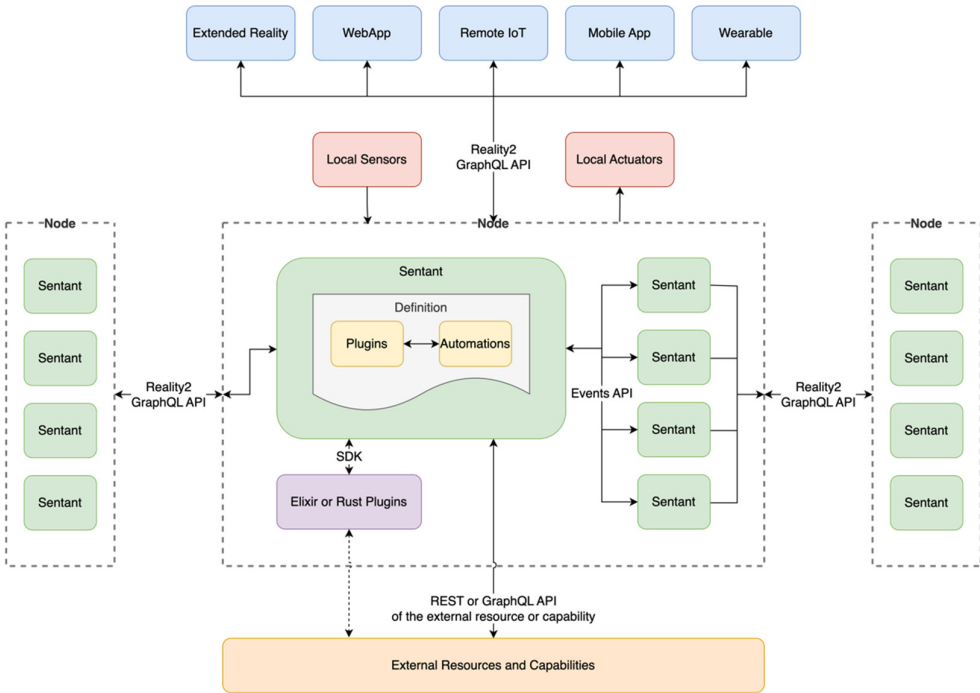 Extended Reality
WebApp
Remote IoT
Mobile App
Wearable
Local Sensors
Reality2
GraphQL API
Local Actuators
Node
Node
Node
Sentant
Sentant
Sentant
Sentant
Reality2
GraphQL API
Sentant
Definition
Plugins
Automations
Events API
Sentant
Sentant
Sentant
Sentant
Reality2
GraphQL API
Sentant
Sentant
Sentant
Sentant
SDK
Elixir or Rust Plugins
REST or GraphQL API
of the external resource or capability
External Resources and Capabilities